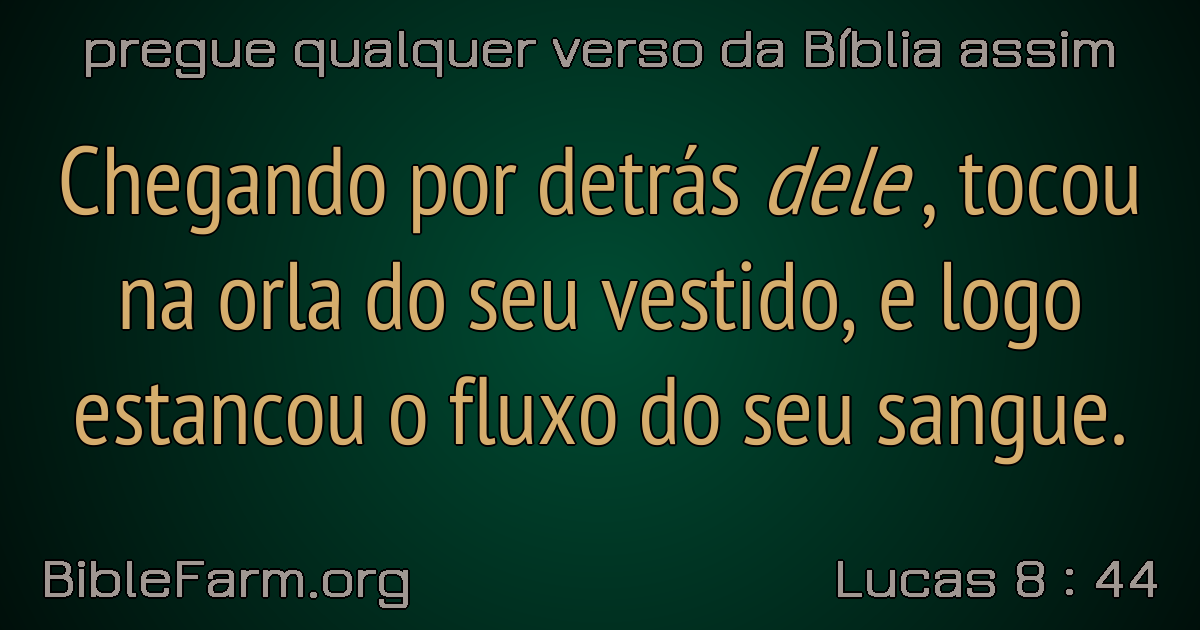 pregue qualquer verso da Bíblia assim
Chegando por detrás dele , tocou
na orla do seu vestido, e logo
estancou o fluxo do seu sangue.
BibleFarm.org
Lucas 8 : 44